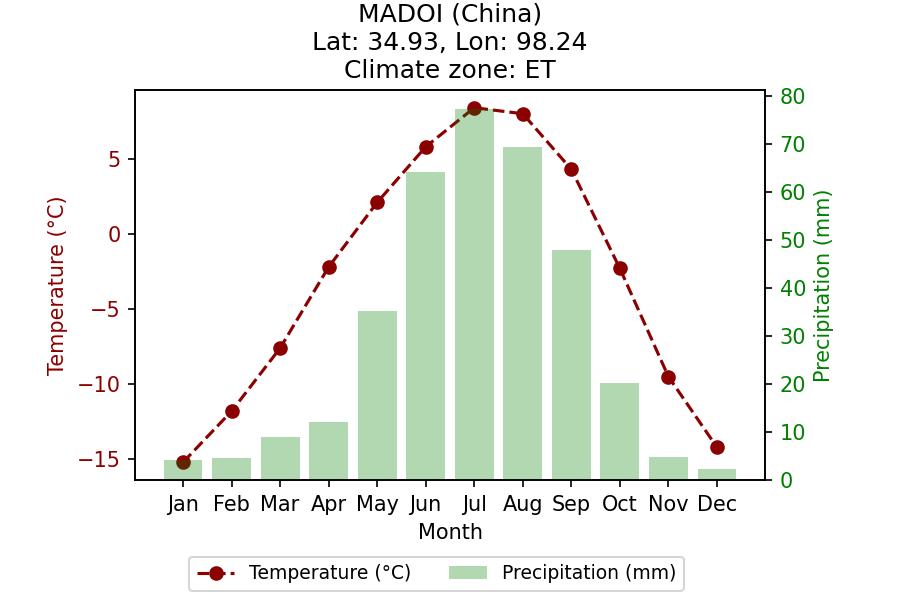 MADOI (China)
Lat: 34.93, Lon: 98.24
Climate zone: ET
Temperature (°C)
5
0
−5
−10
−15
80
70
60
50
40
30
20
10
0
Precipitation (mm)
Jan Feb Mar Apr May Jun Jul Aug Sep Oct Nov Dec
Month
Temperature (°C) Precipitation (mm)